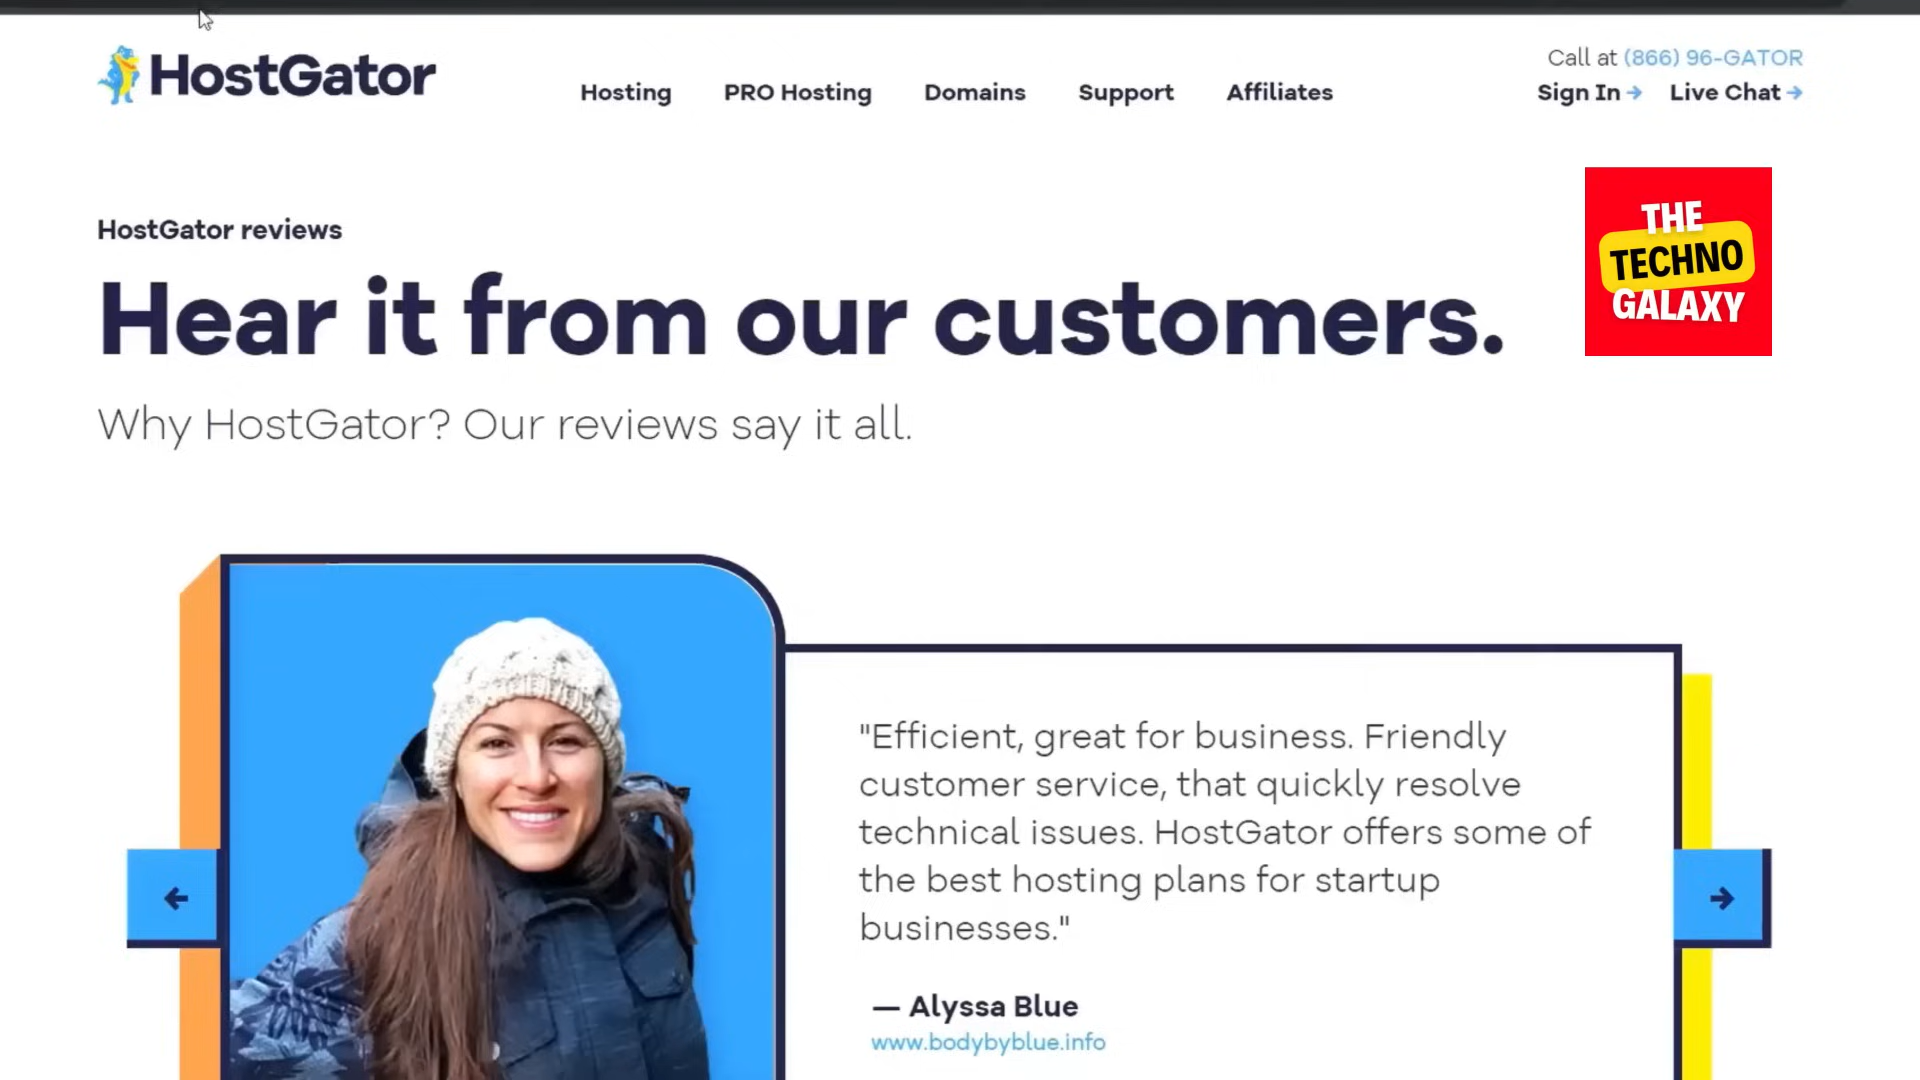 HostGator
Hosting
PRO Hosting
Domains
Support
Affiliates
Call at (866) 96-GATOR
Sign In
Live Chat
THE
TECHNO
GALAXY
HostGator reviews
Hear it from our customers.
Why HostGator? Our reviews say it all.
"Efficient, great for business. Friendly
customer service, that quickly resolve
technical issues. HostGator offers some of
the best hosting plans for startup
businesses."
— Alyssa Blue
www.bodybyblue.info